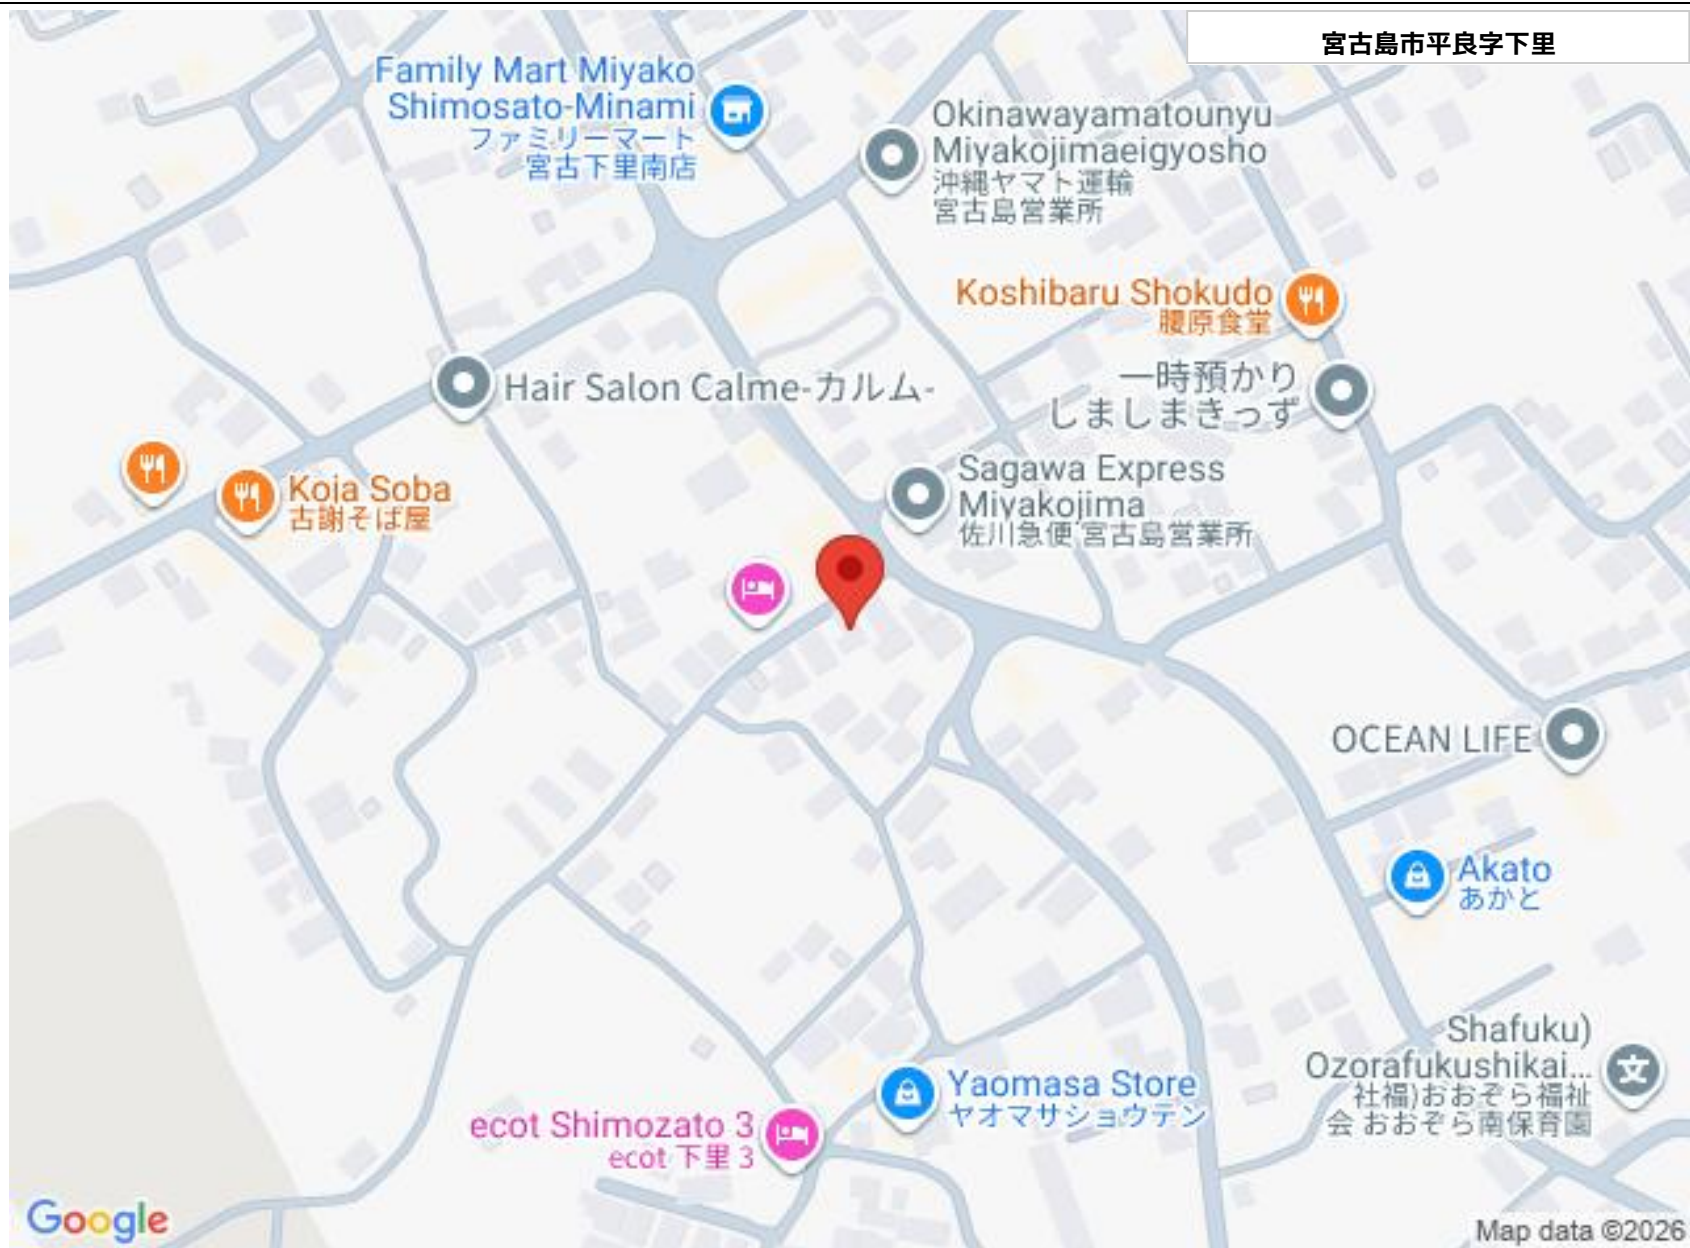 宮古島市平良字下里
Family Mart Miyako
Shimosato-Minami
ファミリーマート
宮古下里南店
Okinawayamatounyu
Miyakojimaeigyosho
沖縄ヤマト運輸
宮古島営業所
Koshibaru Shokudo
腰原食堂
Hair Salon Calme-カルム-
一時預かり
しましまきっず
Sagawa Express
Miyakojima
佐川急便 宮古島営業所
Koja Soba
古謝そば屋
OCEAN LIFE
Akato
あかと
Shafuku)
Ozorafukushikai...
社福)おおぞら福祉
会 おおぞら南保育園
Yaomasa Store
ヤオマサショウテン
ecot Shimozato 3
ecot 下里 3
Google
Map data ©2026